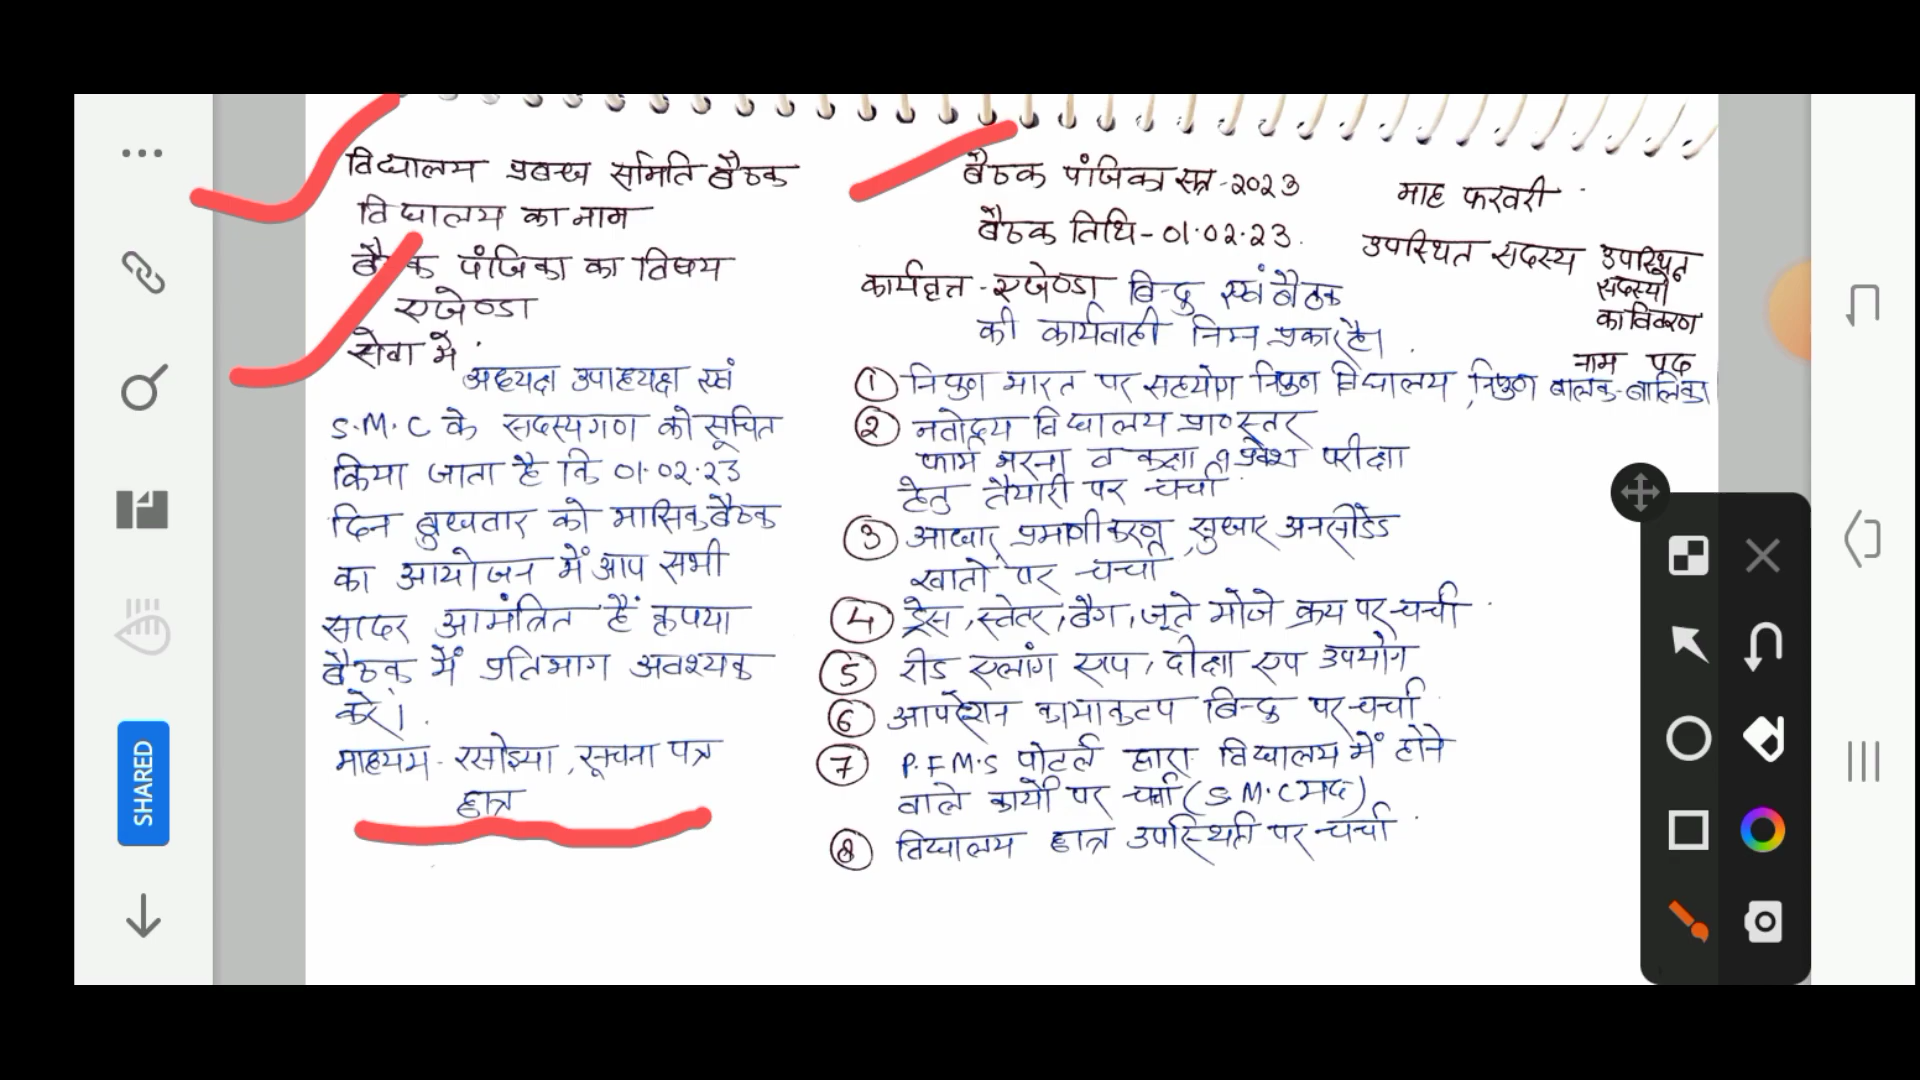 विद्यालय प्रबन्ध समिति बैठक
विद्यालय का नाम
बैठक पंजिका का विषय
एजेण्डा
सेवा में
अध्यक्ष उपाध्यक्ष एवं
S.M.C के सदस्यगण को सूचित
किया जाता है कि 01.02.23
दिन बुधवार को मासिक बैठक
का आयोजन में आप सभी
सादर आमंत्रित हैं कृपया
बैठक में प्रतिभाग अवश्यक
करें।
माध्यम - रसोइया, सूचना पत्र
छात्र
बैठक पंजिका सत्र-2023
माह फरवरी
बैठक तिथि-01.02.23.
उपस्थित सदस्य
उपस्थित
सदस्यों
का विवरण
नाम पद
कार्यवृत्त - एजेण्डा बिन्दु एवं बैठक
की कार्यवाही निम्न प्रकार है।
① निपुण भारत पर सहयोग निपुण विद्यालय, निपुण बालक-बालिका
② नवोदय विद्यालय प्रा० स्तर
फार्म भरना व कक्षा १ प्रवेश परीक्षा
हेतु तैयारी पर चर्चा
③ आधार प्रमाणीकरण, सुधार अनसीडेड
खातों पर चर्चा
④ ड्रेस, स्वेटर, बैग, जूते मोजे क्रय पर चर्चा
⑤ रीड एलांग एप, दीक्षा एप उपयोग
⑥ आपरेशन कायाकल्प बिन्दु पर चर्चा
⑦ P.F.M.S पोर्टल द्वारा विद्यालय में होने
वाले कार्यों पर चर्चा (S.M.C मद)
⑧ विद्यालय छात्र उपस्थिती पर चर्चा
SHARED